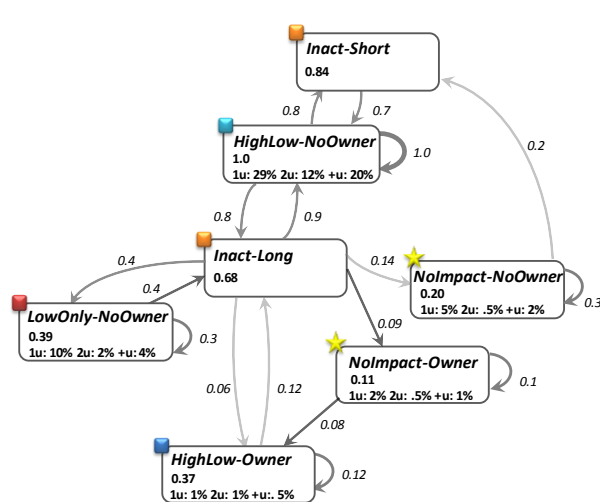 Inact-Short
0.84
0.8
0.7
0.2
HighLow-NoOwner
1.0
1u: 29% 2u: 12% +u: 20%
1.0
0.8
0.9
Inact-Long
0.68
0.4
0.4
0.14
NoImpact-NoOwner
0.20
1u: 5% 2u: .5% +u: 2%
0.3
LowOnly-NoOwner
0.39
1u: 10% 2u: 2% +u: 4%
0.3
0.09
NoImpact-Owner
0.11
1u: 2% 2u: .5% +u: 1%
0.1
0.06
0.12
0.08
HighLow-Owner
0.37
1u: 1% 2u: 1% +u:. 5%
0.12